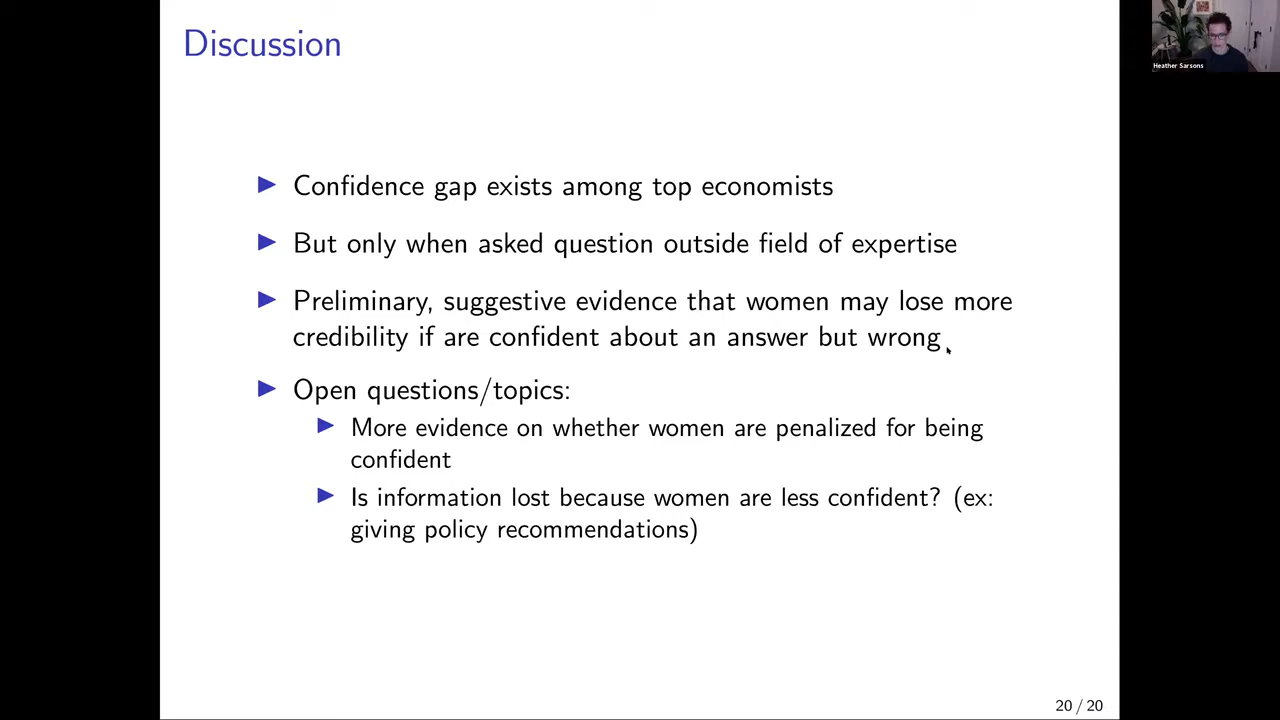 Discussion
Heather Sarsons
▶ Confidence gap exists among top economists
▶ But only when asked question outside field of expertise
▶ Preliminary, suggestive evidence that women may lose more
credibility if are confident about an answer but wrong
▶ Open questions/topics:
▶ More evidence on whether women are penalized for being
confident
▶ Is information lost because women are less confident? (ex:
giving policy recommendations)
20 / 20